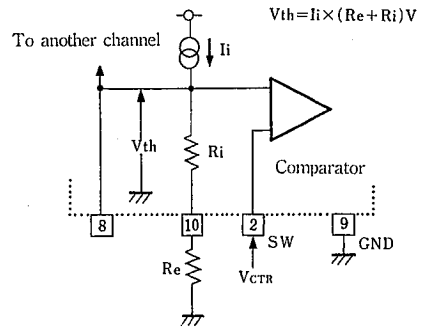 Vth=Ii×(Re+Ri)V
To another channel
Ii
Vth
Ri
Comparator
8
10
2
9
SW
GND
Re
VCTR